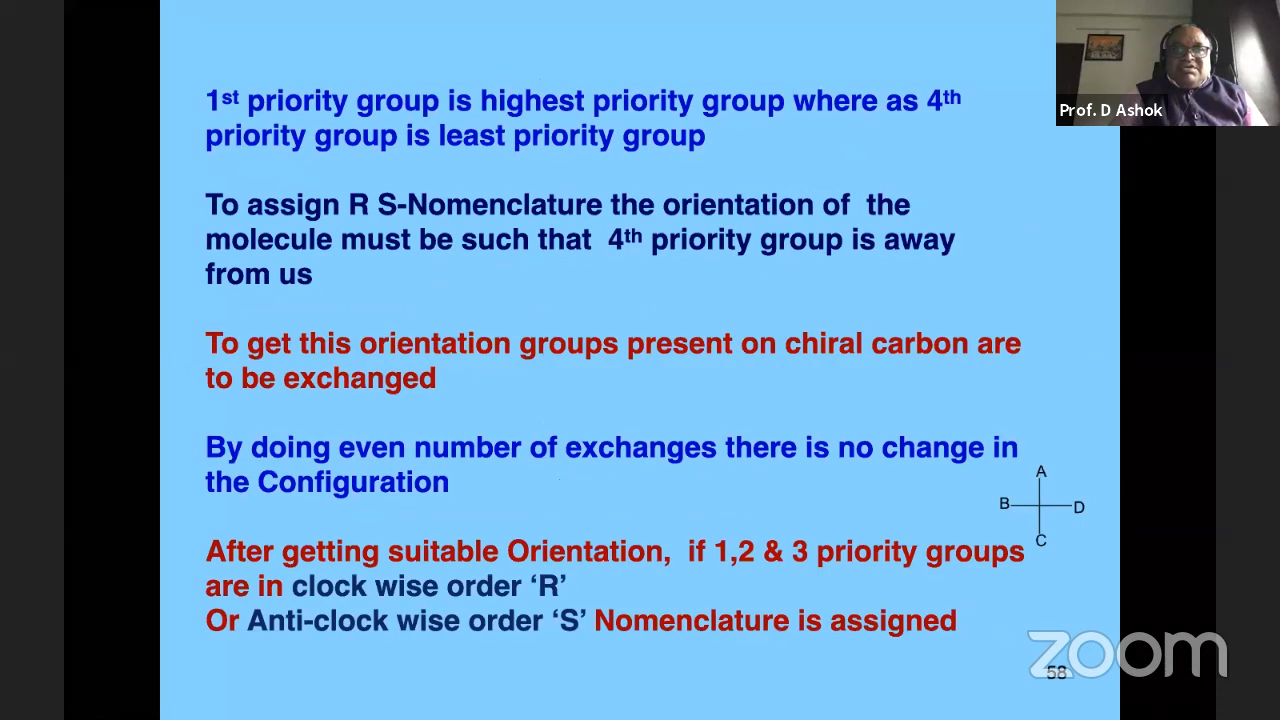 1st priority group is highest priority group where as 4th
priority group is least priority group
To assign R S-Nomenclature the orientation of the
molecule must be such that 4th priority group is away
from us
To get this orientation groups present on chiral carbon are
to be exchanged
By doing even number of exchanges there is no change in
the Configuration
After getting suitable Orientation, if 1,2 & 3 priority groups
are in clock wise order ‘R’
Or Anti-clock wise order ‘S’ Nomenclature is assigned
A
B D
C
58
Prof. D Ashok
zoom